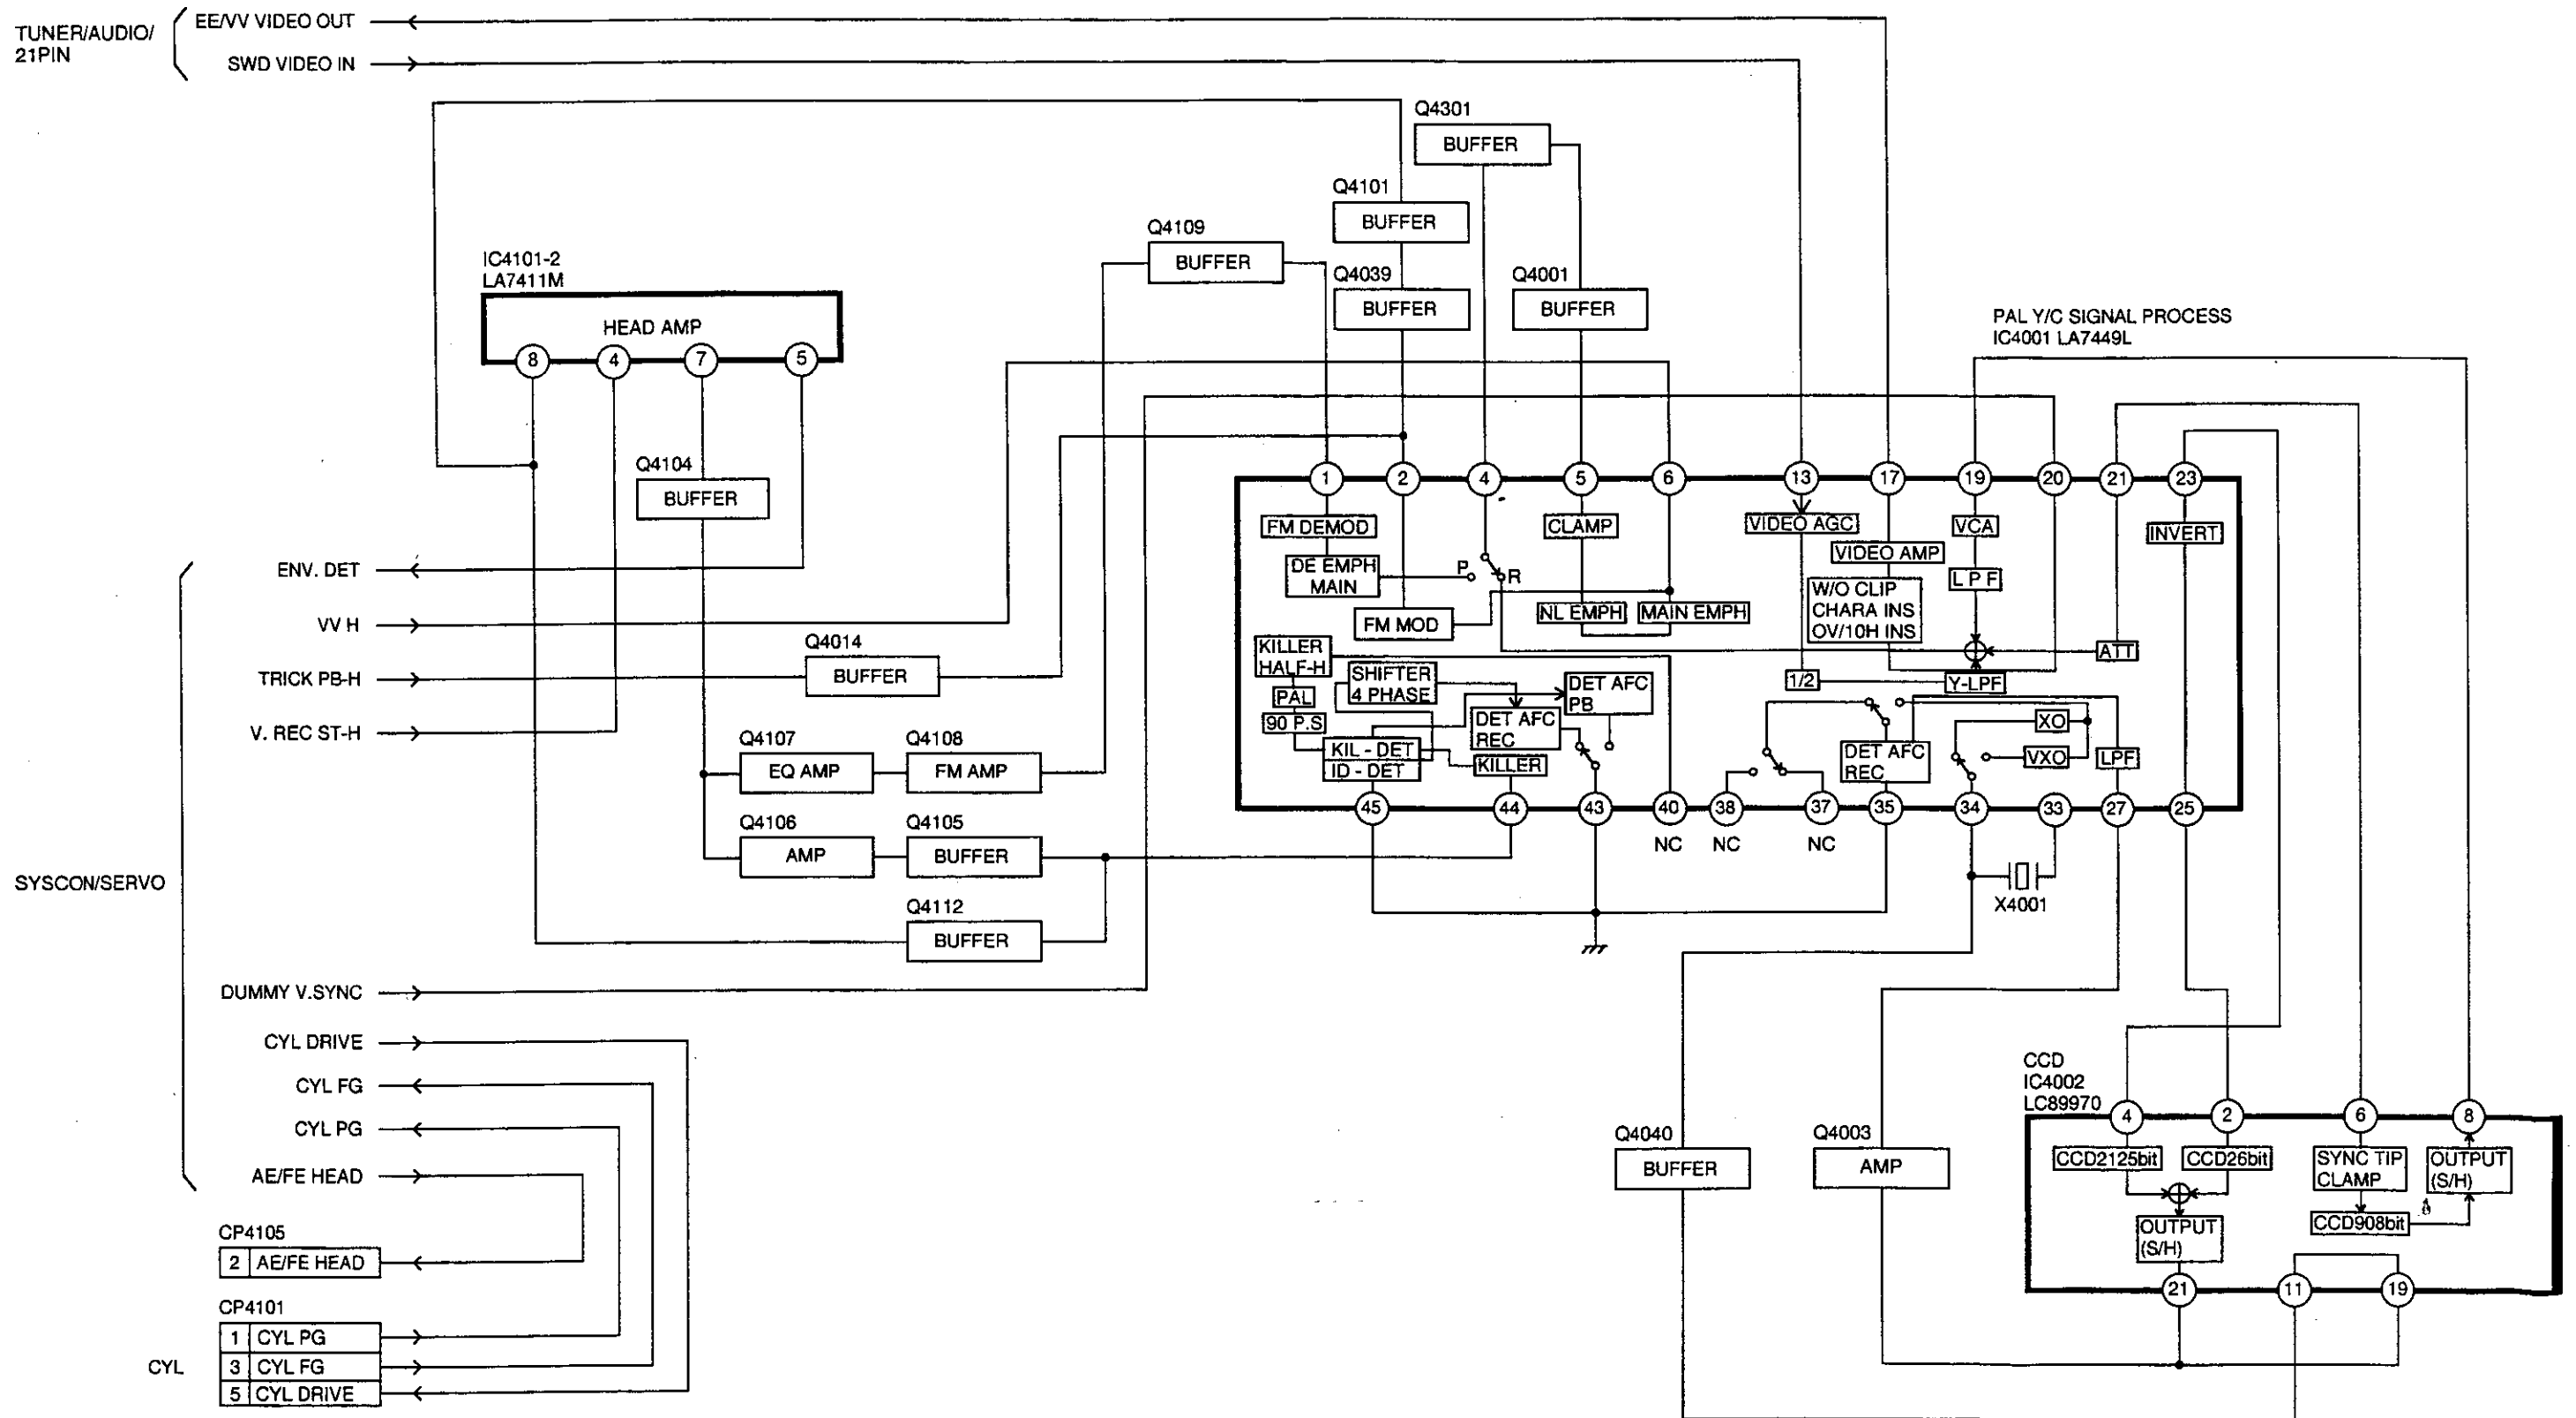 TUNER/AUDIO/
21PIN
EE/VV VIDEO OUT
SWD VIDEO IN
Q4301
BUFFER
Q4101
BUFFER
Q4109
BUFFER
Q4039
BUFFER
Q4001
BUFFER
IC4101-2
LA7411M
HEAD AMP
8
4
7
5
PAL Y/C SIGNAL PROCESS
IC4001 LA7449L
Q4104
BUFFER
1
2
4
5
6
13
17
19
20
21
23
FM DEMOD
CLAMP
VIDEO AGC
VCA
INVERT
DE EMPH
MAIN
P
R
VIDEO AMP
L P F
W/O CLIP
CHARA INS
OV/10H INS
FM MOD
NL EMPH
MAIN EMPH
KILLER
HALF-H
SHIFTER
4 PHASE
PAL
90 P.S
DET AFC
PB
DET AFC
REC
KIL - DET
ID - DET
KILLER
1/2
Y-LPF
ATT
XO
VXO
DET AFC
REC
LPF
45
44
43
40
38
37
35
34
33
27
25
NC
NC
NC
X4001
ENV. DET
VV H
TRICK PB-H
V. REC ST-H
Q4014
BUFFER
Q4107
EQ AMP
Q4108
FM AMP
Q4106
AMP
Q4105
BUFFER
Q4112
BUFFER
SYSCON/SERVO
DUMMY V.SYNC
CYL DRIVE
CYL FG
CYL PG
AE/FE HEAD
CP4105
2 AE/FE HEAD
CP4101
CYL
1 CYL PG
3 CYL FG
5 CYL DRIVE
Q4040
BUFFER
Q4003
AMP
CCD
IC4002
LC89970
4
2
6
8
CCD2125bit
CCD26bit
SYNC TIP
CLAMP
OUTPUT
(S/H)
CCD908bit
OUTPUT
(S/H)
21
11
19